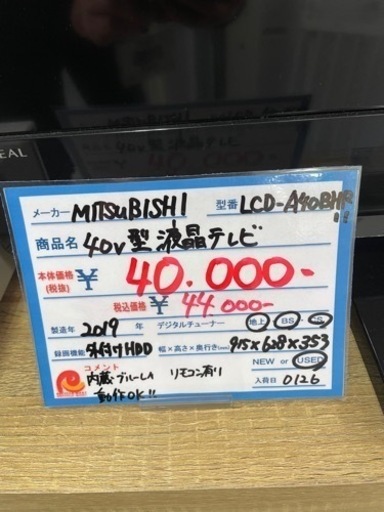 EAL
メーカー MITSUBISHI 型番 LCD-A40BHR
商品名 40V型 液晶テレビ
本体価格(税抜) ¥ 40.000-
税込価格 ¥ 44.000-
製造年 2019 年 デジタルチューナー 地上 BS CS
録画機能 外付けHDD 幅×高さ×奥行き(mm) 915×628×353
コメント 内蔵ブルーレイ リモコン有り NEW or USED
動作OK!! 入荷日 0126